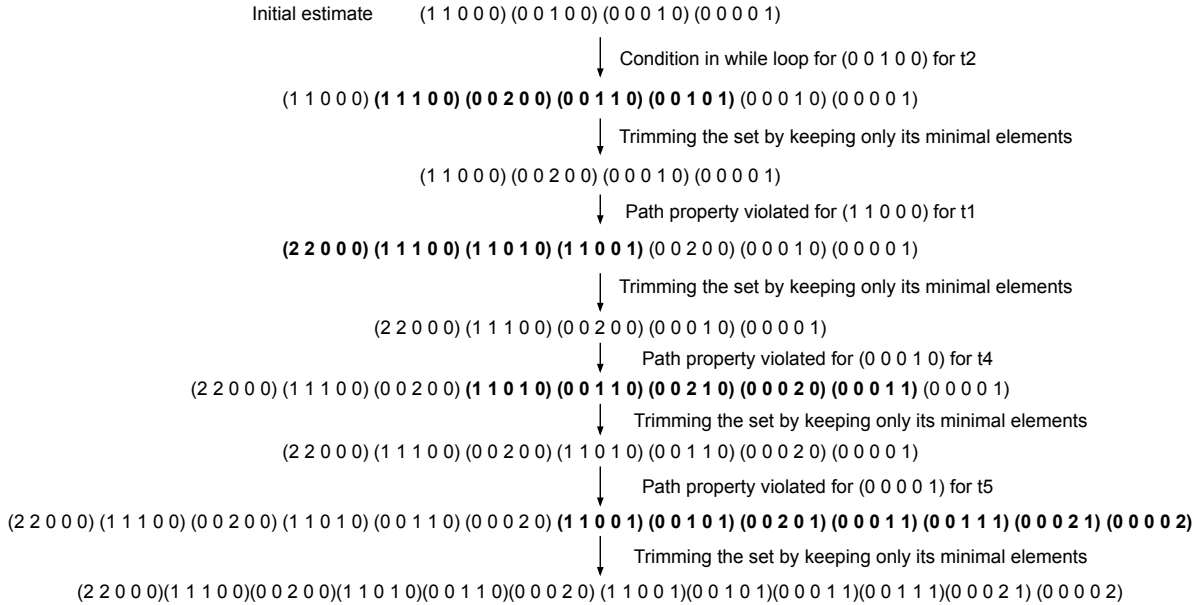 Initial estimate (1 1 0 0 0) (0 0 1 0 0) (0 0 0 1 0) (0 0 0 0 1)
Condition in while loop for (0 0 1 0 0) for t2
(1 1 0 0 0) (1 1 1 0 0) (0 0 2 0 0) (0 0 1 1 0) (0 0 1 0 1) (0 0 0 1 0) (0 0 0 0 1)
Trimming the set by keeping only its minimal elements
(1 1 0 0 0) (0 0 2 0 0) (0 0 0 1 0) (0 0 0 0 1)
Path property violated for (1 1 0 0 0) for t1
(2 2 0 0 0) (1 1 1 0 0) (1 1 0 1 0) (1 1 0 0 1) (0 0 2 0 0) (0 0 0 1 0) (0 0 0 0 1)
Trimming the set by keeping only its minimal elements
(2 2 0 0 0) (1 1 1 0 0) (0 0 2 0 0) (0 0 0 1 0) (0 0 0 0 1)
Path property violated for (0 0 0 1 0) for t4
(2 2 0 0 0) (1 1 1 0 0) (0 0 2 0 0) (1 1 0 1 0) (0 0 1 1 0) (0 0 2 1 0) (0 0 0 2 0) (0 0 0 1 1) (0 0 0 0 1)
Trimming the set by keeping only its minimal elements
(2 2 0 0 0) (1 1 1 0 0) (0 0 2 0 0) (1 1 0 1 0) (0 0 1 1 0) (0 0 0 2 0) (0 0 0 0 1)
Path property violated for (0 0 0 0 1) for t5
(2 2 0 0 0) (1 1 1 0 0) (0 0 2 0 0) (1 1 0 1 0) (0 0 1 1 0) (0 0 0 2 0) (1 1 0 0 1) (0 0 1 0 1) (0 0 2 0 1) (0 0 0 1 1) (0 0 1 1 1) (0 0 0 2 1) (0 0 0 0 2)
Trimming the set by keeping only its minimal elements
(2 2 0 0 0)(1 1 1 0 0)(0 0 2 0 0)(1 1 0 1 0)(0 0 1 1 0)(0 0 0 2 0) (1 1 0 0 1)(0 0 1 0 1)(0 0 0 1 1)(0 0 1 1 1)(0 0 0 2 1) (0 0 0 0 2)